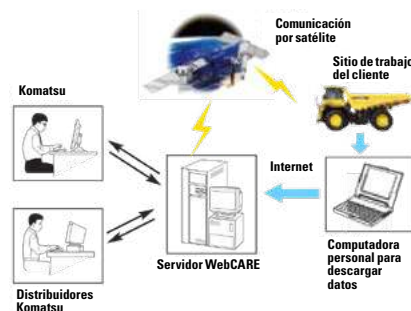 Comunicación
por satélite
Sitio de trabajo
del cliente
Komatsu
Internet
Servidor WebCARE
Computadora
personal para
descargar
datos
Distribuidores
Komatsu